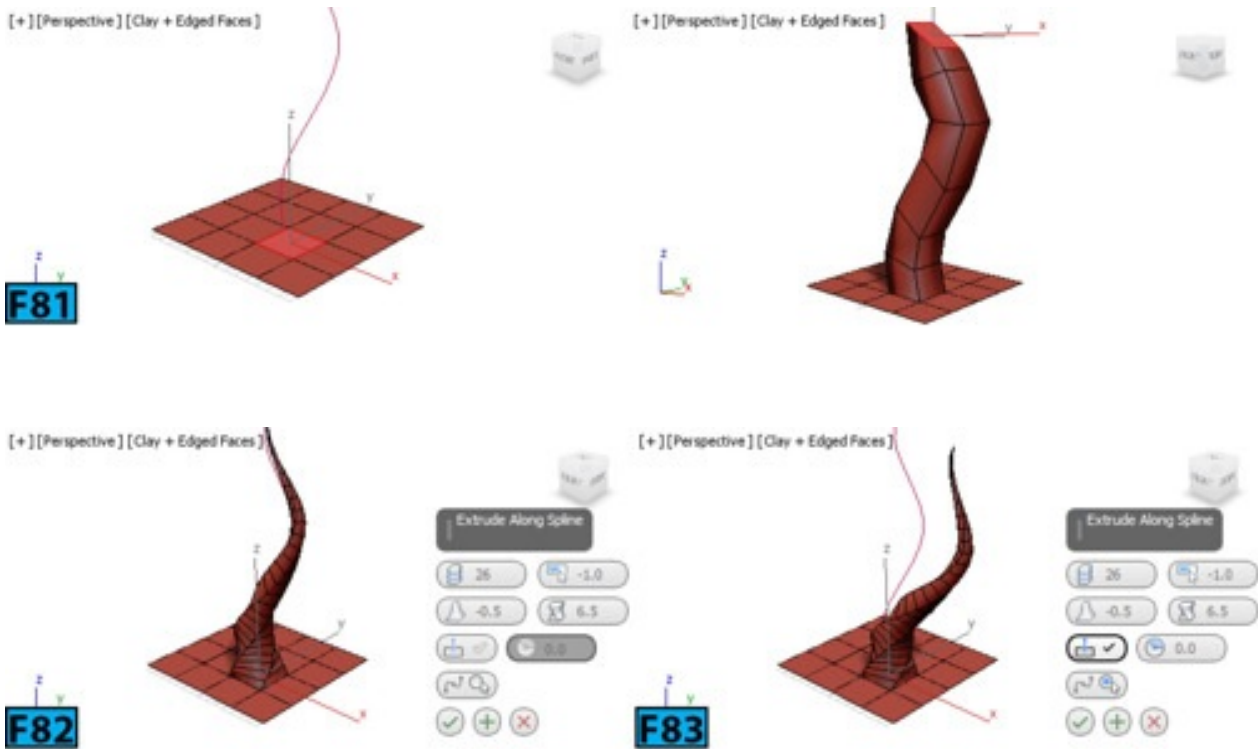 [+] [Perspective] [Clay + Edged Faces]
[+] [Perspective] [Clay + Edged Faces]
z
y
x
z
y
F81
y
x
z
y
x
[+] [Perspective] [Clay + Edged Faces]
[+] [Perspective] [Clay + Edged Faces]
z
y
x
z
y
F82
Extrude Along Spline
26
-1.0
-0.5
6.5
0.0
z
y
x
z
y
F83
Extrude Along Spline
26
-1.0
-0.5
6.5
0.0